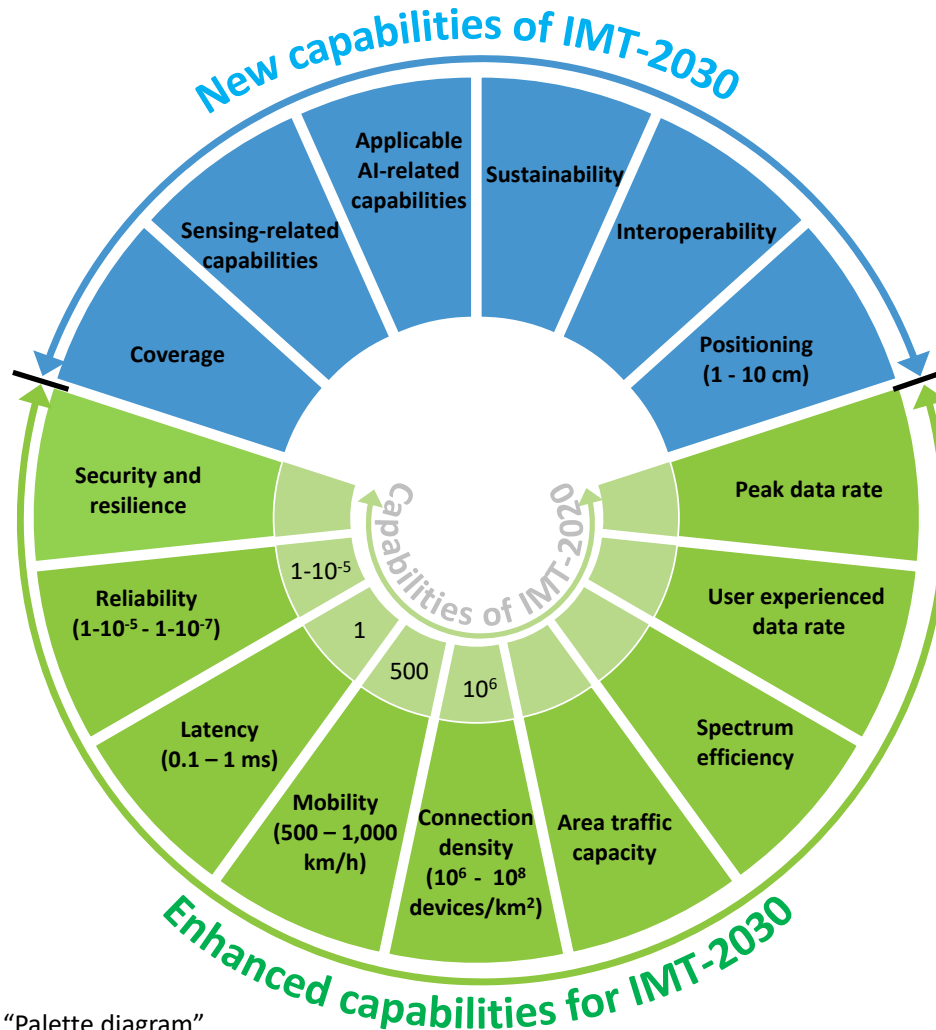 New capabilities of IMT-2030
Applicable
AI-related
capabilities
Sustainability
Sensing-related
capabilities
Interoperability
Coverage
Positioning
(1 - 10 cm)
Security and
resilience
Peak data rate
Capabilities of IMT-2020
1-10⁻⁵
Reliability
(1-10⁻⁵ - 1-10⁻⁷)
User experienced
data rate
1
500
10⁶
Latency
(0.1 – 1 ms)
Spectrum
efficiency
Mobility
(500 – 1,000
km/h)
Connection
density
(10⁶ - 10⁸
devices/km²)
Area traffic
capacity
Enhanced capabilities for IMT-2030
“Palette diagram”